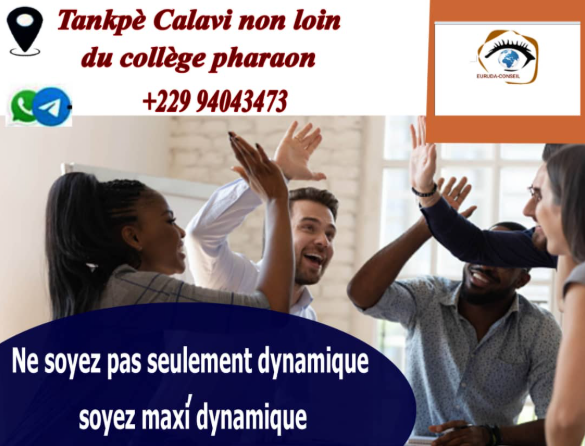 Tankpè Calavi non loin
du collège pharaon
+229 94043473
EURUDA-CONSEIL
Ne soyez pas seulement dynamique
soyez maxí dynamique